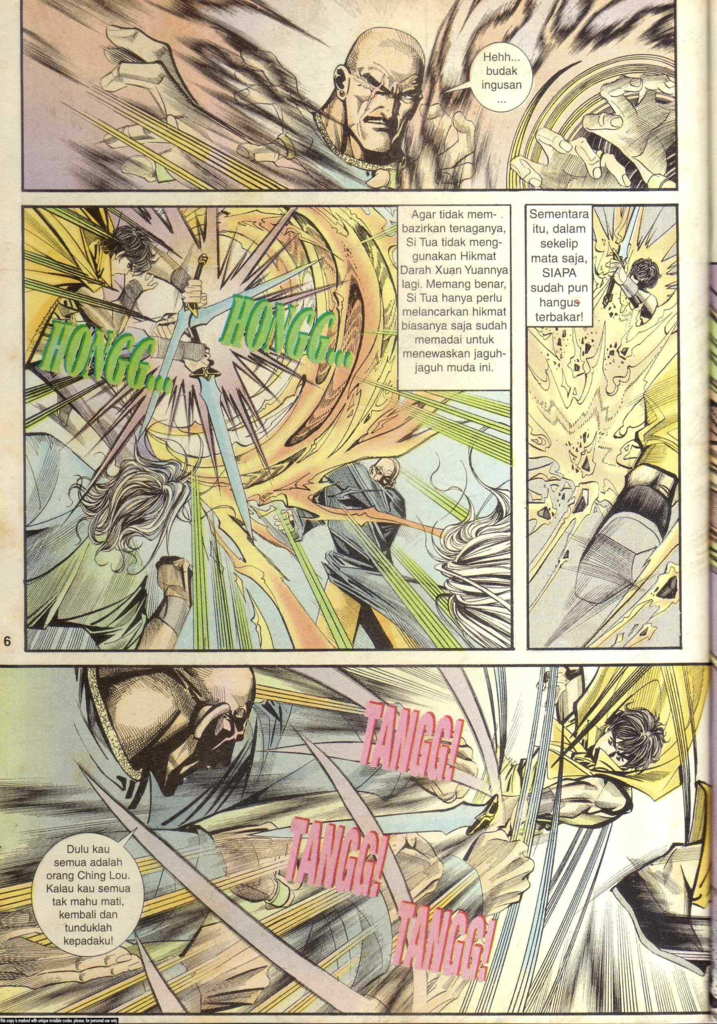 Hehh...
budak
ingusan
...
Agar tidak mem-
bazirkan tenaganya,
Si Tua tidak meng-
gunakan Hikmat
Darah Xuan Yuannya
lagi. Memang benar,
Si Tua hanya perlu
melancarkan hikmat
biasanya saja sudah
memadai untuk
menewaskan jaguh-
jaguh muda ini.
Sementara
itu, dalam
sekelip
mata saja,
SIAPA
sudah pun
hangus
terbakar!
HONGG...
HONGG...
6
TANGG!
TANGG!
TANGG!
Dulu kau
semua adalah
orang Ching Lou.
Kalau kau semua
tak mahu mati,
kembali dan
tunduklah
kepadaku!